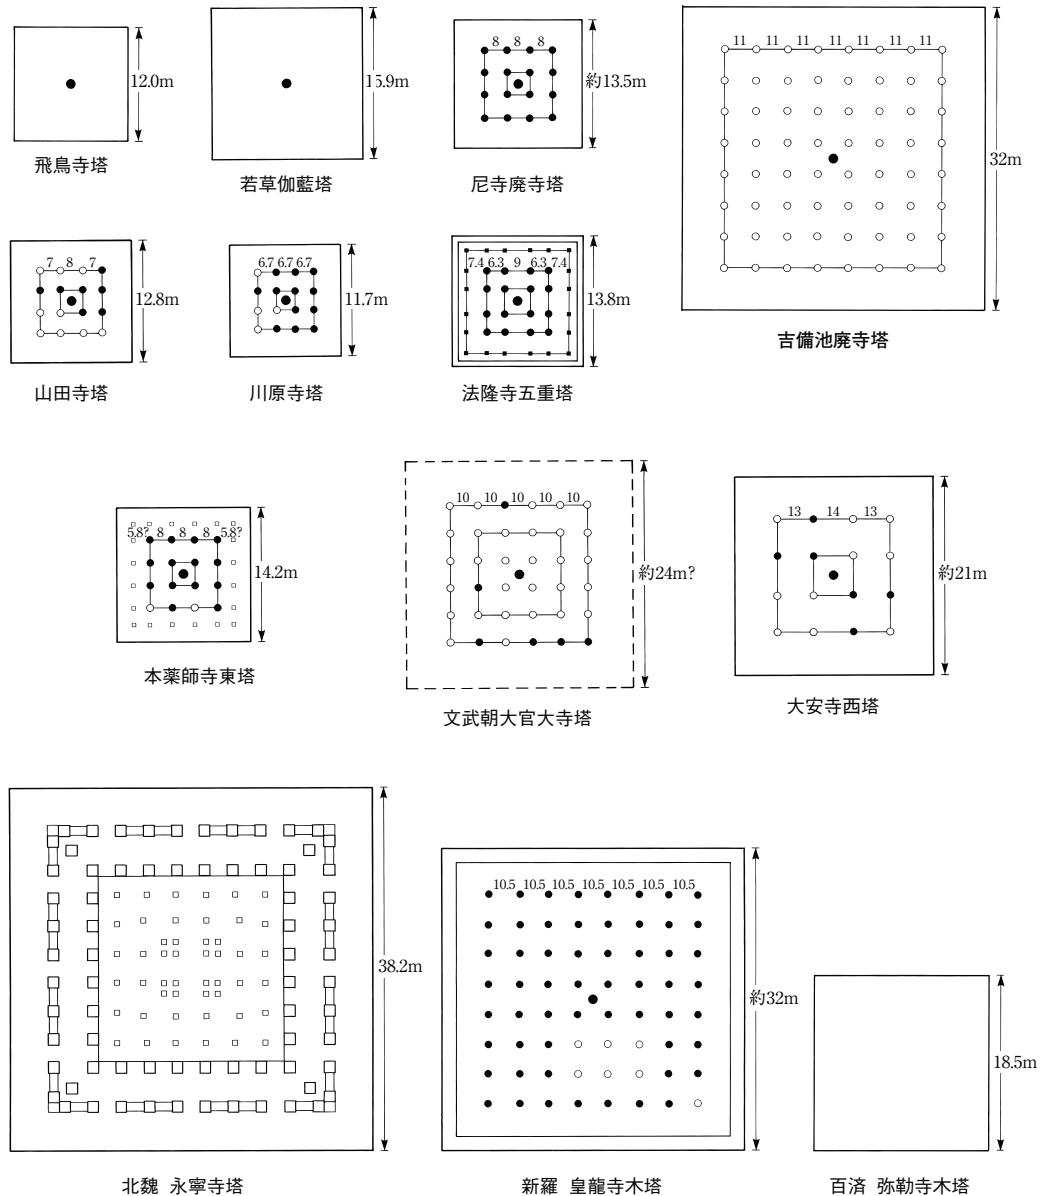 12.0m
飛鳥寺塔
15.9m
若草伽藍塔
8 8 8
約13.5m
尼寺廃寺塔
11 11 11 11 11 11 11
32m
吉備池廃寺塔
7 8 7
12.8m
山田寺塔
6.7 6.7 6.7
11.7m
川原寺塔
7.4 6.3 9 6.3 7.4
13.8m
法隆寺五重塔
5.8? 8 8 8 5.8?
14.2m
本薬師寺東塔
10 10 10 10 10
約24m?
文武朝大官大寺塔
13 14 13
約21m
大安寺西塔
38.2m
北魏 永寧寺塔
10.5 10.5 10.5 10.5 10.5 10.5 10.5
約32m
新羅 皇龍寺木塔
18.5m
百済 弥勒寺木塔